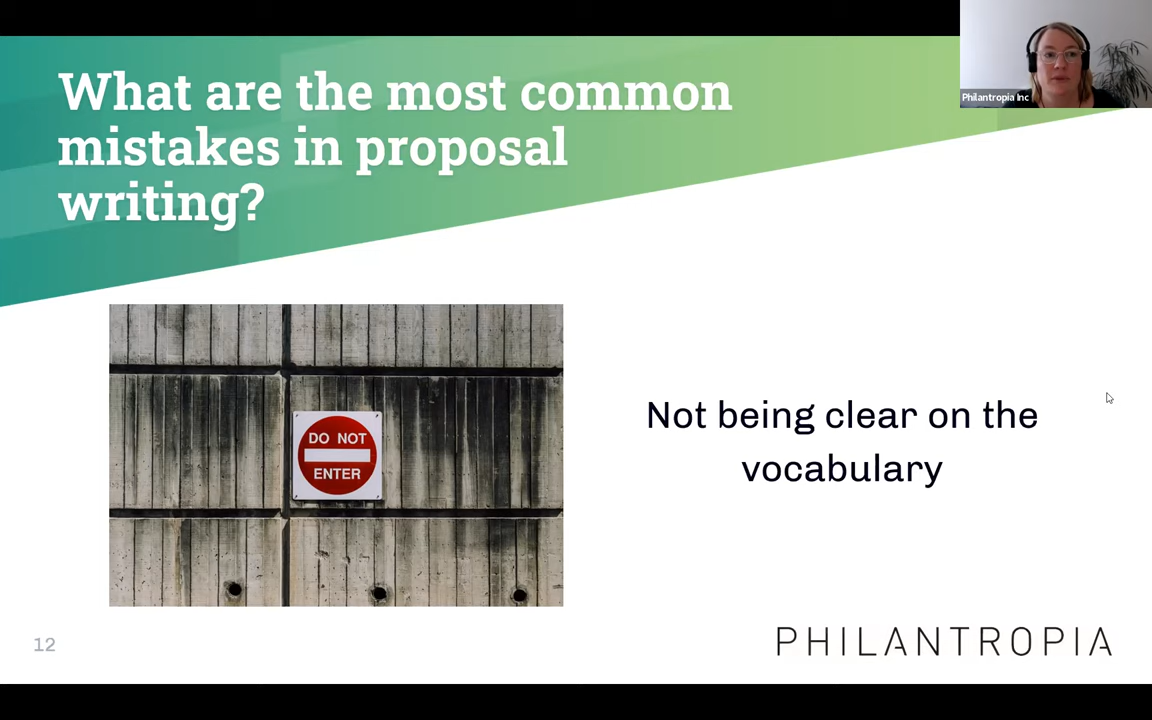 What are the most common
mistakes in proposal
writing?
Philantropia Inc
DO NOT
ENTER
Not being clear on the
vocabulary
12
PHILANTROPIA